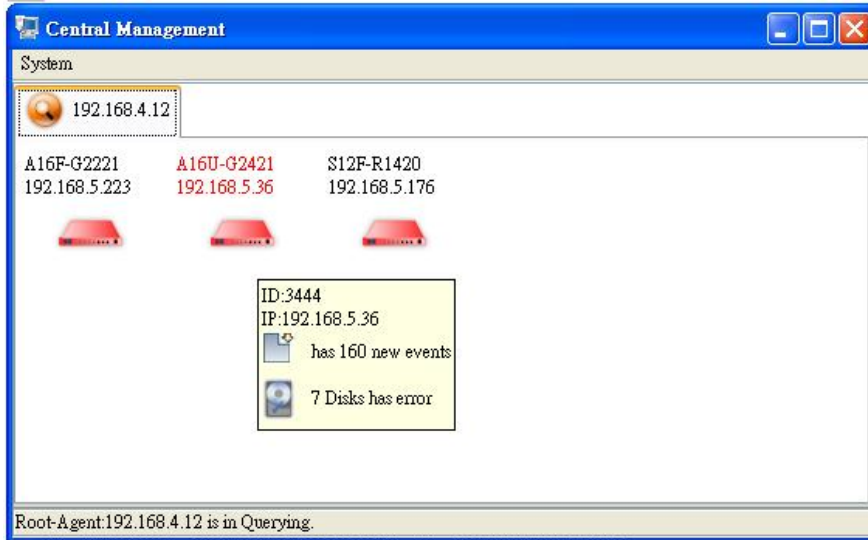 Central Management
System
192.168.4.12
A16F-G2221
192.168.5.223
A16U-G2421
192.168.5.36
S12F-R1420
192.168.5.176
ID:3444
IP:192.168.5.36
has 160 new events
7 Disks has error
Root-Agent:192.168.4.12 is in Querying.